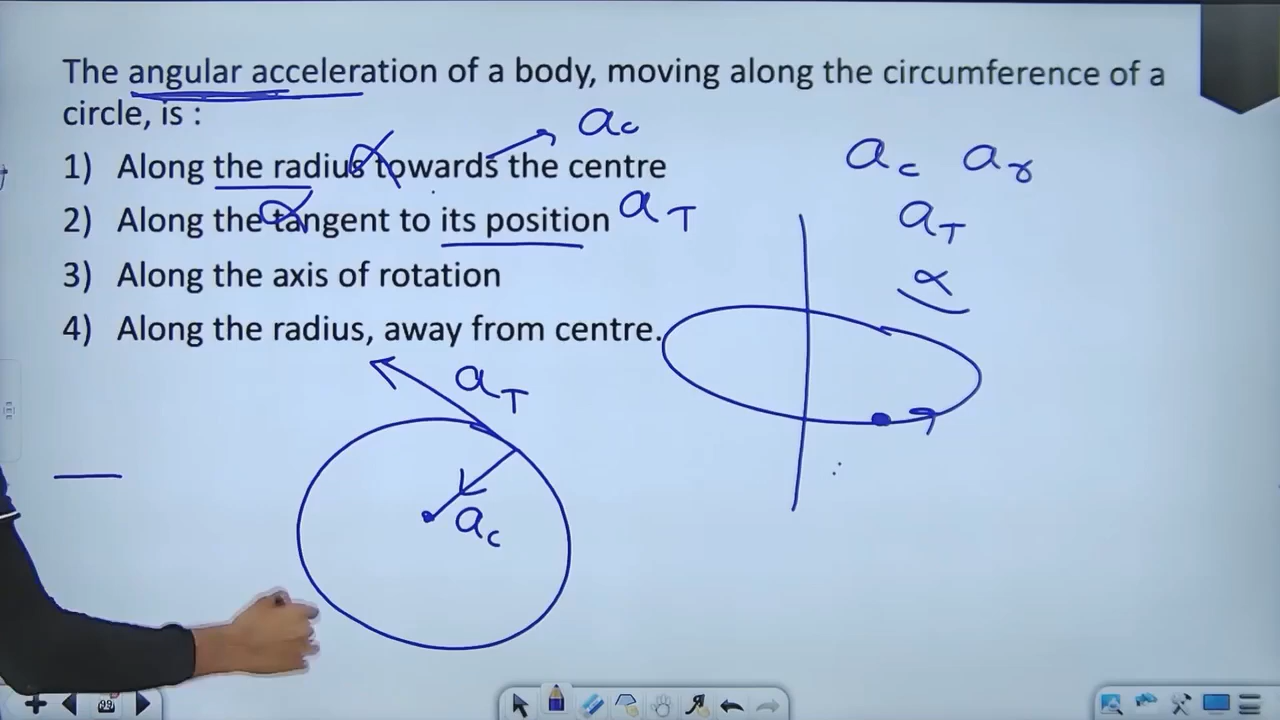 The angular acceleration of a body, moving along the circumference of a
circle, is :
a_c
1) Along the radius towards the centre
a_c a_r
2) Along the tangent to its position a_T
a_T
3) Along the axis of rotation
α
4) Along the radius, away from centre.
a_T
a_c